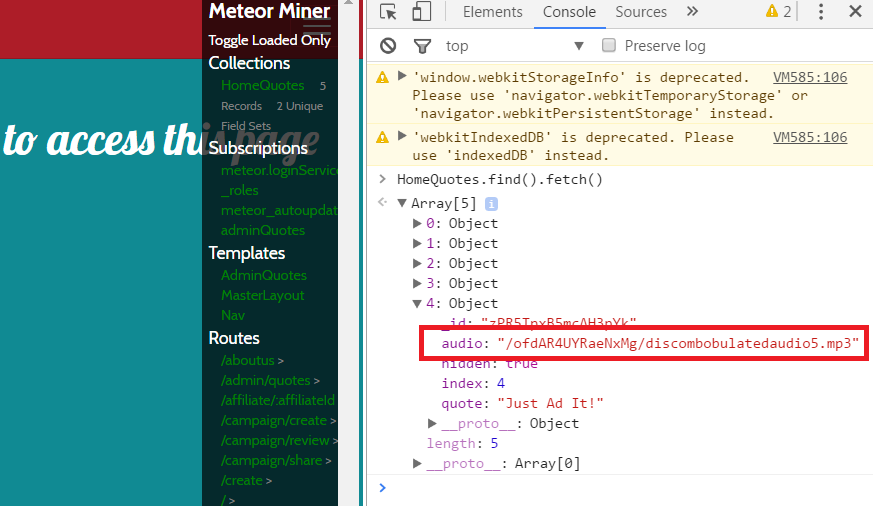 Meteor Miner
Toggle Loaded Only
Collections
HomeQuotes 5
Records 2 Unique
Field Sets
to access this page
Subscriptions
meteor.loginService
_roles
meteor_autoupdat
adminQuotes
Templates
AdminQuotes
MasterLayout
Nav
Routes
/aboutus >
/admin/quotes >
/affiliate/:affiliateId
/campaign/create >
/campaign/review >
/campaign/share >
/create >
/ >
Elements Console Sources » 2
top Preserve log
'window.webkitStorageInfo' is deprecated. VM585:106
Please use 'navigator.webkitTemporaryStorage' or
'navigator.webkitPersistentStorage' instead.
'webkitIndexedDB' is deprecated. Please VM585:106
use 'indexedDB' instead.
> HomeQuotes.find().fetch()
Array[5] i
0: Object
1: Object
2: Object
3: Object
4: Object
_id: "zPR5TpxB5mcAH3pYk"
audio: "/ofdAR4UYRaeNxMg/discombobulatedaudio5.mp3"
hidden: true
index: 4
quote: "Just Ad It!"
__proto__: Object
length: 5
__proto__: Array[0]
>